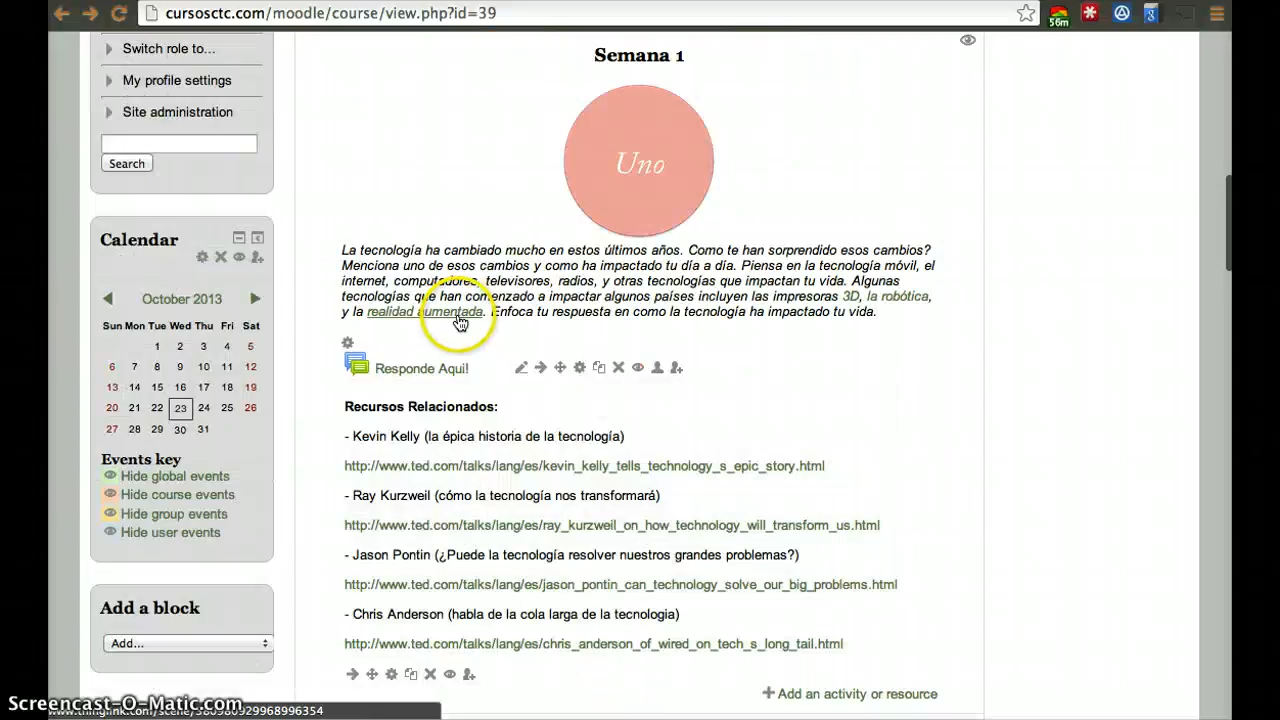 cursosctc.com/moodle/course/view.php?id=39
56m
Switch role to...
My profile settings
Site administration
Search
Calendar
October 2013
Sun Mon Tue Wed Thu Fri Sat
1 2 3 4 5
6 7 8 9 10 11 12
13 14 15 16 17 18 19
20 21 22 23 24 25 26
27 28 29 30 31
Events key
Hide global events
Hide course events
Hide group events
Hide user events
Add a block
Add...
Semana 1
Uno
La tecnología ha cambiado mucho en estos últimos años. Como te han sorprendido esos cambios?
Menciona uno de esos cambios y como ha impactado tu día a día. Piensa en la tecnología móvil, el
internet, computadores, televisores, radios, y otras tecnologías que impactan tu vida. Algunas
tecnologías que han comenzado a impactar algunos países incluyen las impresoras 3D, la robótica,
y la realidad aumentada. Enfoca tu respuesta en como la tecnología ha impactado tu vida.
Responde Aqui!
Recursos Relacionados:
- Kevin Kelly (la épica historia de la tecnología)
http://www.ted.com/talks/lang/es/kevin_kelly_tells_technology_s_epic_story.html
- Ray Kurzweil (cómo la tecnología nos transformará)
http://www.ted.com/talks/lang/es/ray_kurzweil_on_how_technology_will_transform_us.html
- Jason Pontin (¿Puede la tecnología resolver nuestros grandes problemas?)
http://www.ted.com/talks/lang/es/jason_pontin_can_technology_solve_our_big_problems.html
- Chris Anderson (habla de la cola larga de la tecnologia)
http://www.ted.com/talks/lang/es/chris_anderson_of_wired_on_tech_s_long_tail.html
Add an activity or resource
Screencast-O-Matic.com